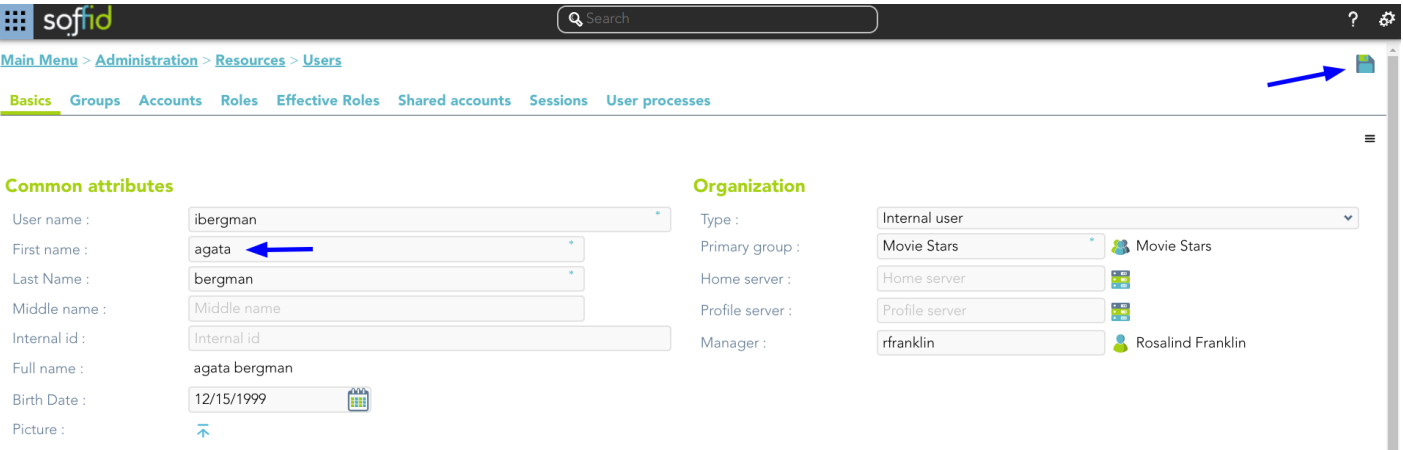 soffid Search ?
Main Menu > Administration > Resources > Users
Basics Groups Accounts Roles Effective Roles Shared accounts Sessions User processes
Common attributes
User name : ibergman *
First name : agata *
Last Name : bergman *
Middle name : Middle name
Internal id : Internal id
Full name : agata bergman
Birth Date : 12/15/1999
Picture :
Organization
Type : Internal user
Primary group : Movie Stars * Movie Stars
Home server : Home server
Profile server : Profile server
Manager : rfranklin Rosalind Franklin